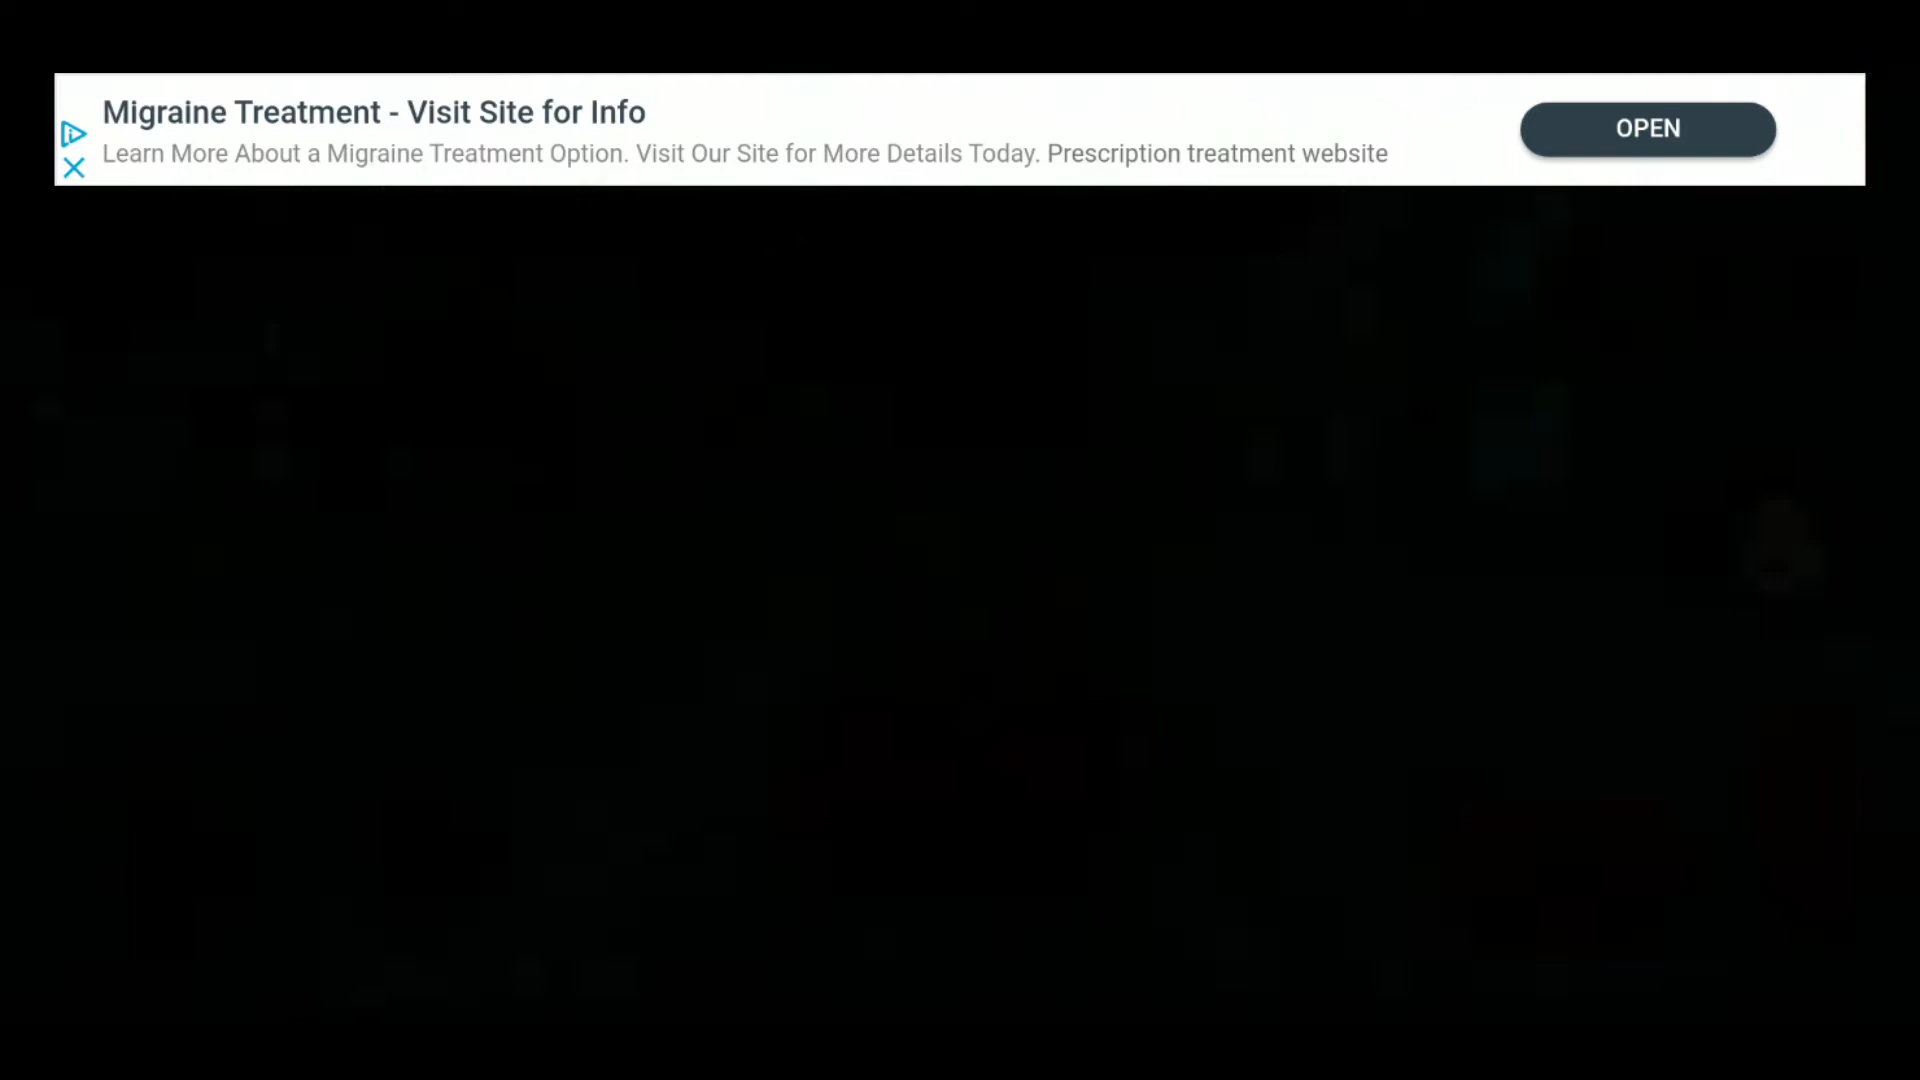 Migraine Treatment - Visit Site for Info
Learn More About a Migraine Treatment Option. Visit Our Site for More Details Today. Prescription treatment website
OPEN